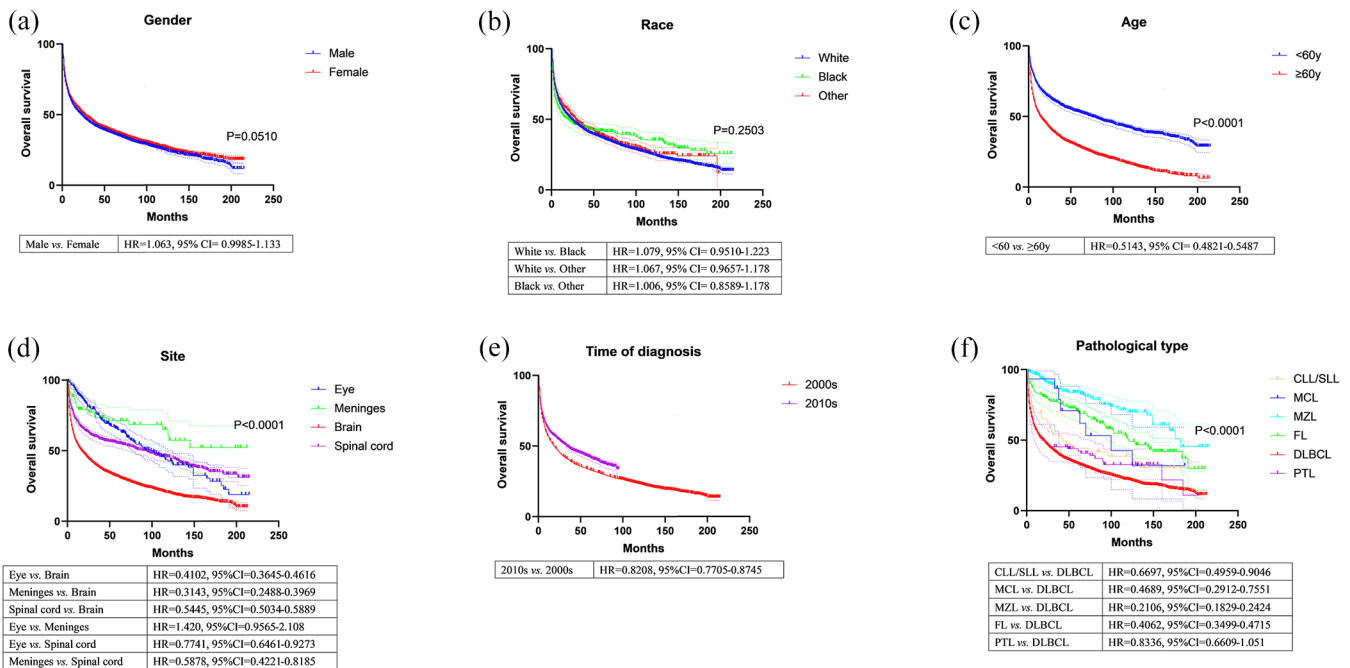 (a)
Gender
Overall survival
100
50
0
0 50 100 150 200 250
Months
Male
Female
P=0.0510
Male vs. Female HR=1.063, 95% CI= 0.9985-1.133
(b)
Race
Overall survival
100
50
0
0 50 100 150 200 250
Months
White
Black
Other
P=0.2503
White vs. Black HR=1.079, 95% CI= 0.9510-1.223
White vs. Other HR=1.067, 95% CI= 0.9657-1.178
Black vs. Other HR=1.006, 95% CI= 0.8589-1.178
(c)
Age
Overall survival
100
50
0
0 50 100 150 200 250
Months
<60y
≥60y
P<0.0001
<60 vs. ≥60y HR=0.5143, 95% CI= 0.4821-0.5487
(d)
Site
Overall survival
100
50
0
0 50 100 150 200 250
Months
Eye
Meninges
Brain
Spinal cord
P<0.0001
Eye vs. Brain HR=0.4102, 95%CI=0.3645-0.4616
Meninges vs. Brain HR=0.3143, 95%CI=0.2488-0.3969
Spinal cord vs. Brain HR=0.5445, 95%CI=0.5034-0.5889
Eye vs. Meninges HR=1.420, 95%CI=0.9565-2.108
Eye vs. Spinal cord HR=0.7741, 95%CI=0.6461-0.9273
Meninges vs. Spinal cord HR=0.5878, 95%CI=0.4221-0.8185
(e)
Time of diagnosis
Overall survival
100
50
0
0 50 100 150 200 250
Months
2000s
2010s
2010s vs. 2000s HR=0.8208, 95%CI=0.7705-0.8745
(f)
Pathological type
Overall survival
100
50
0
0 50 100 150 200 250
Months
CLL/SLL
MCL
MZL
FL
DLBCL
PTL
P<0.0001
CLL/SLL vs. DLBCL HR=0.6697, 95%CI=0.4959-0.9046
MCL vs. DLBCL HR=0.4689, 95%CI=0.2912-0.7551
MZL vs. DLBCL HR=0.2106, 95%CI=0.1829-0.2424
FL vs. DLBCL HR=0.4062, 95%CI=0.3499-0.4715
PTL vs. DLBCL HR=0.8336, 95%CI=0.6609-1.051